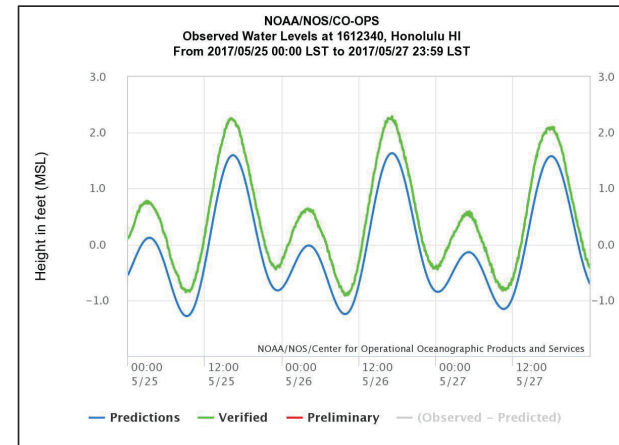 NOAA/NOS/CO-OPS
Observed Water Levels at 1612340, Honolulu HI
From 2017/05/25 00:00 LST to 2017/05/27 23:59 LST
Height in feet (MSL)
3.0 3.0
2.0 2.0
1.0 1.0
0.0 0.0
−1.0 −1.0
NOAA/NOS/Center for Operational Oceanographic Products and Services
00:00 12:00 00:00 12:00 00:00 12:00
5/25 5/25 5/26 5/26 5/27 5/27
Predictions Verified Preliminary (Observed − Predicted)